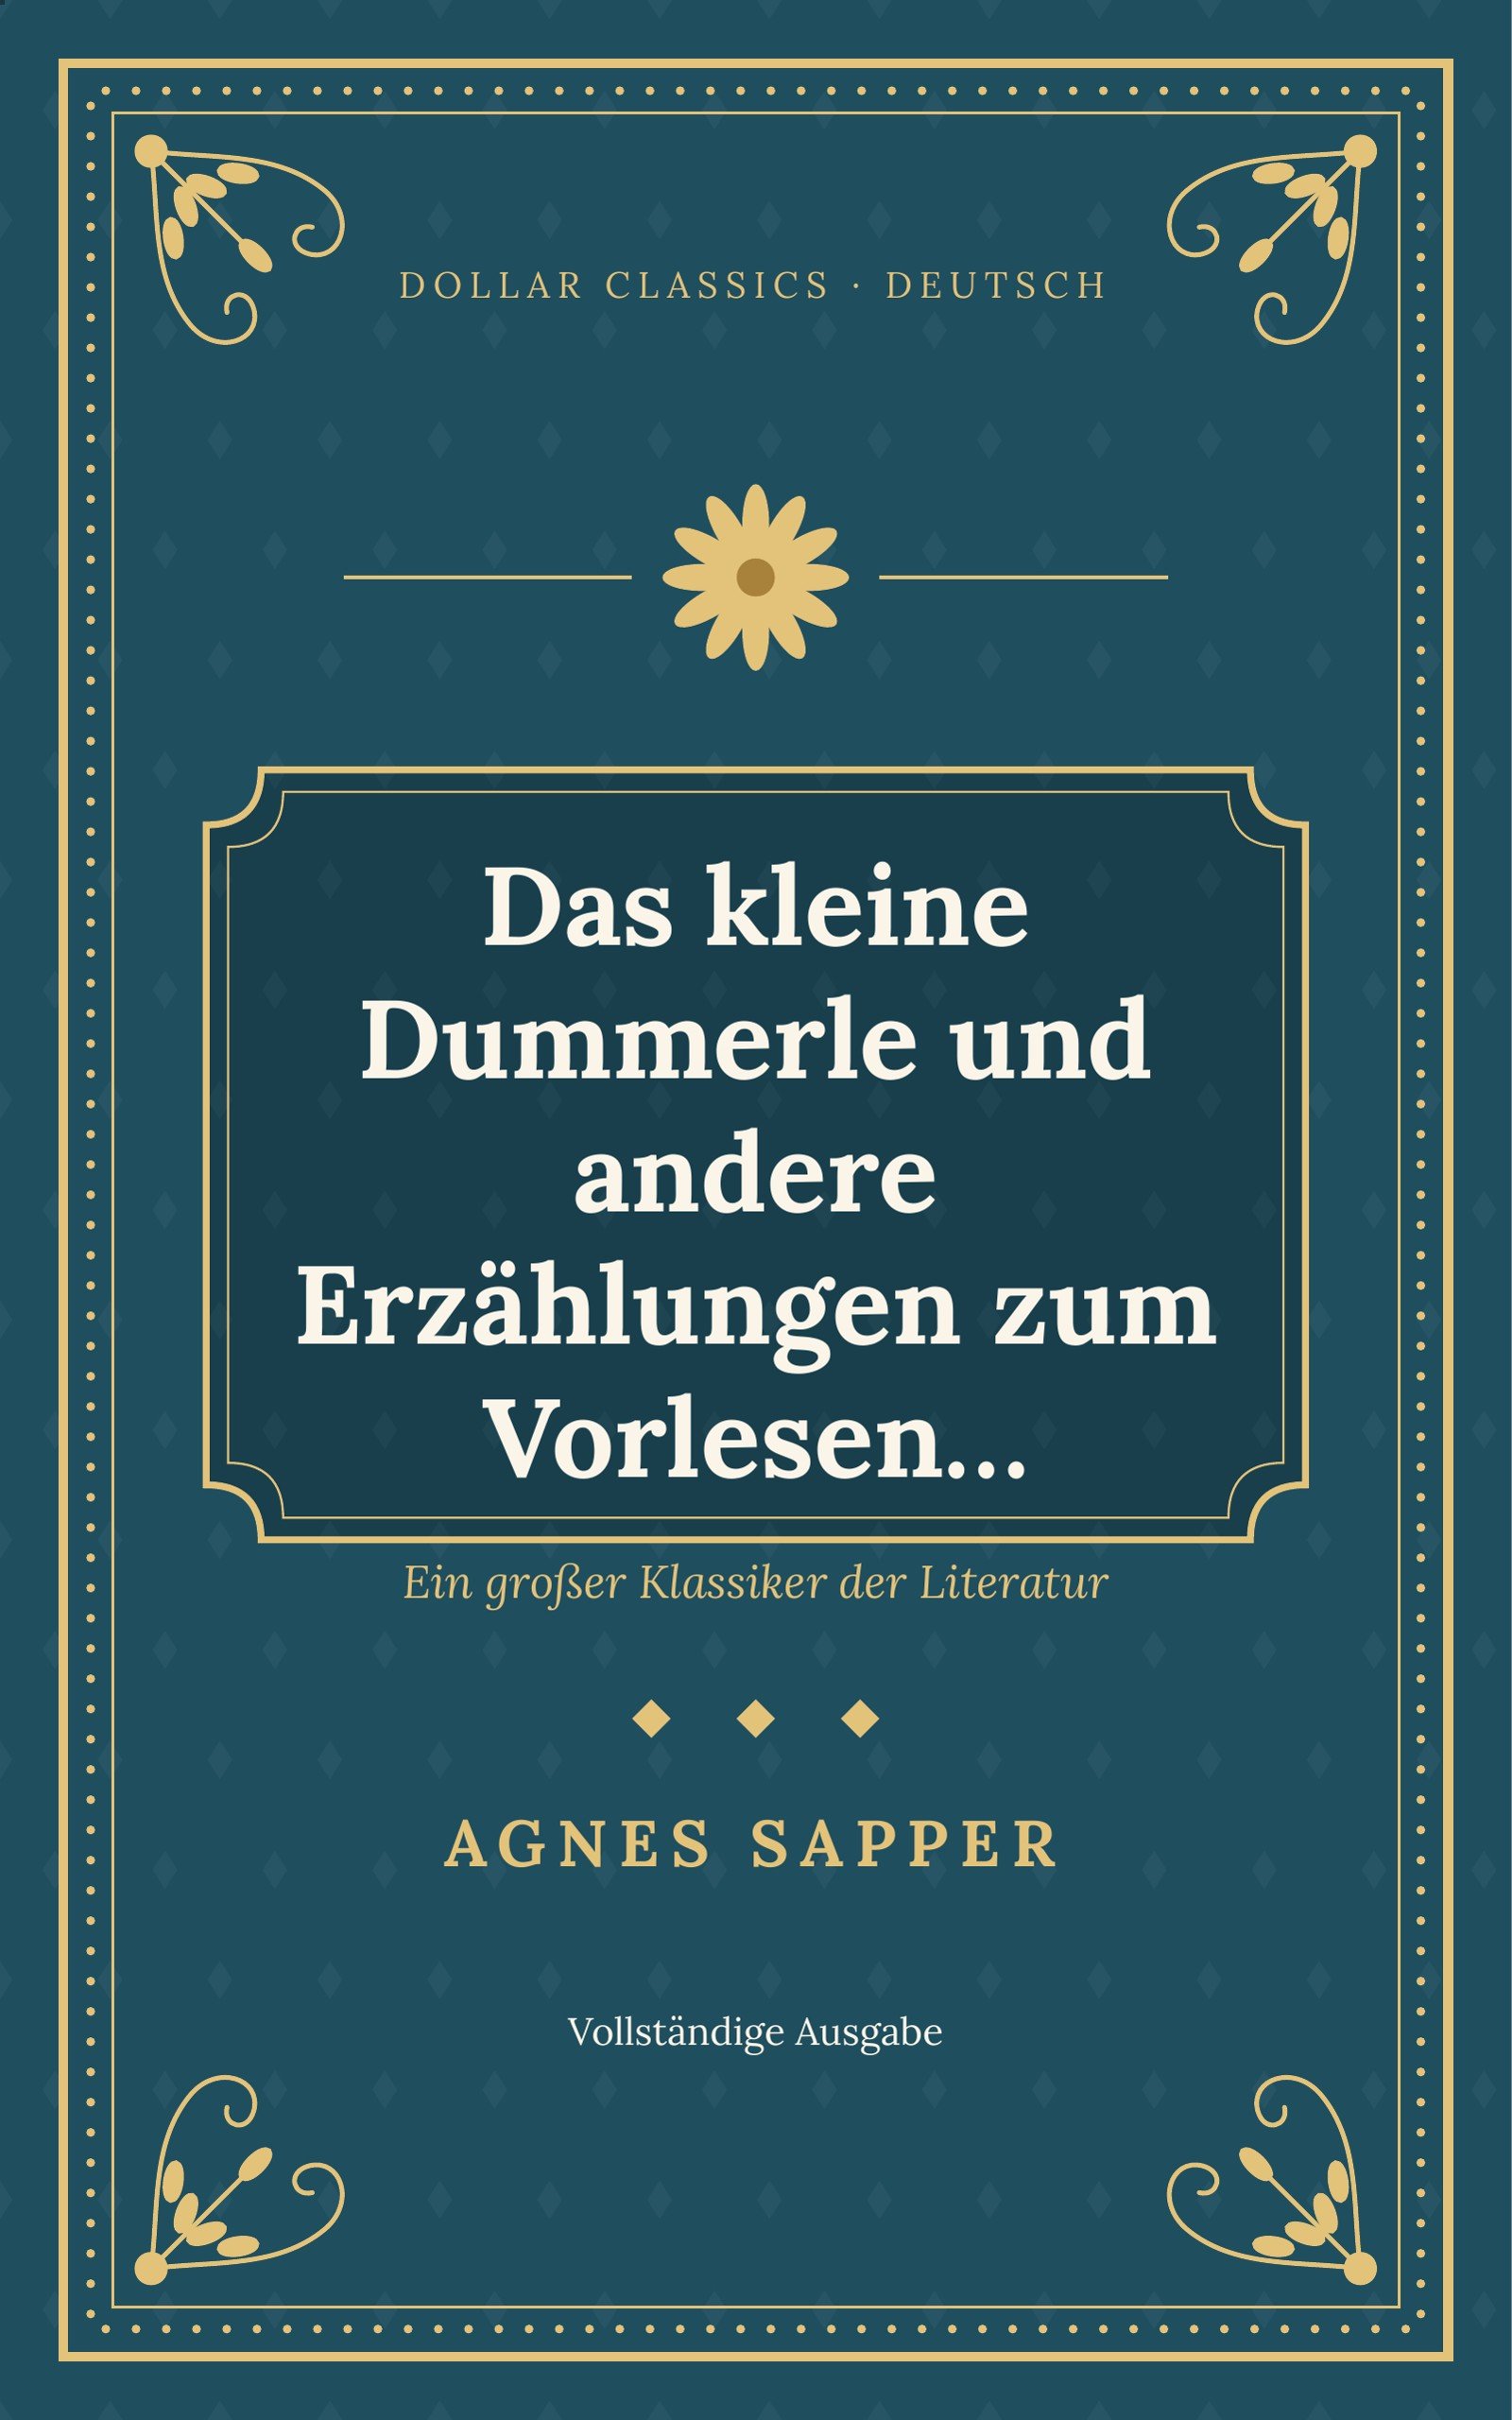 DOLLAR CLASSICS · DEUTSCH
Das kleine
Dummerle und
andere
Erzählungen zum
Vorlesen...
Ein großer Klassiker der Literatur
AGNES SAPPER
Vollständige Ausgabe